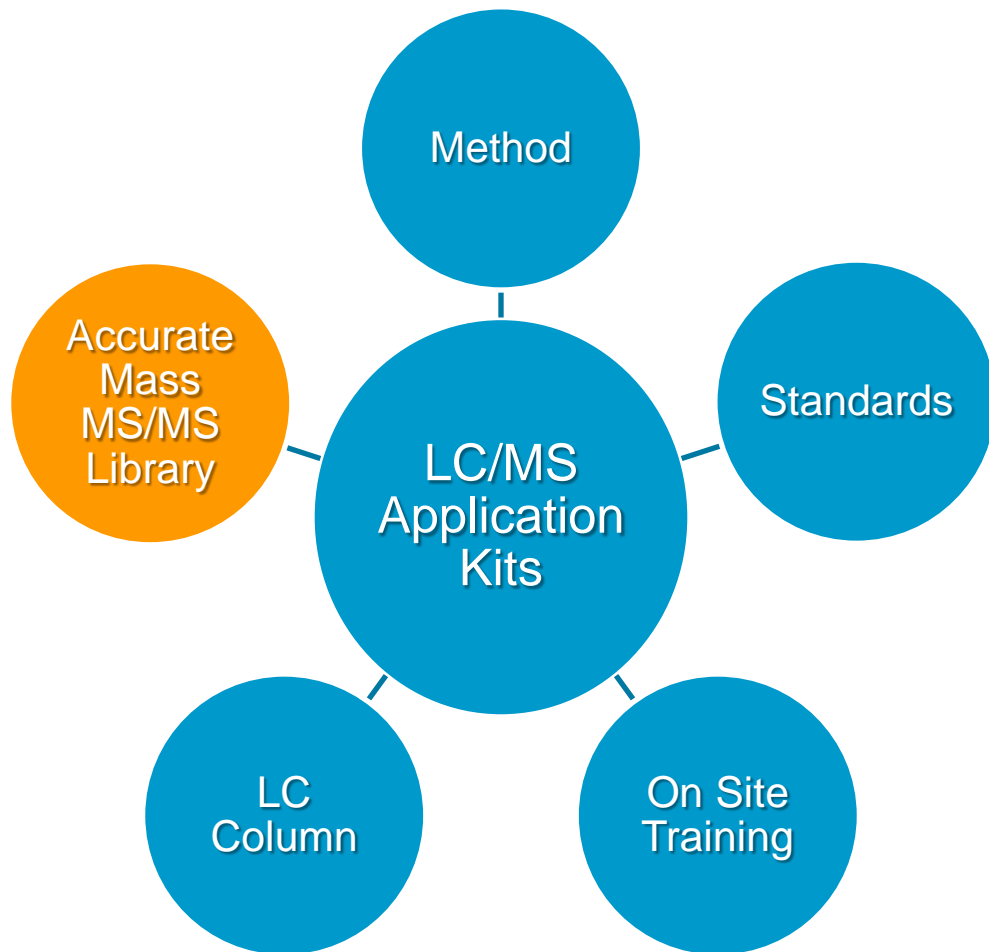 Method
Accurate
Mass
MS/MS
Library
Standards
LC/MS
Application
Kits
LC
Column
On Site
Training